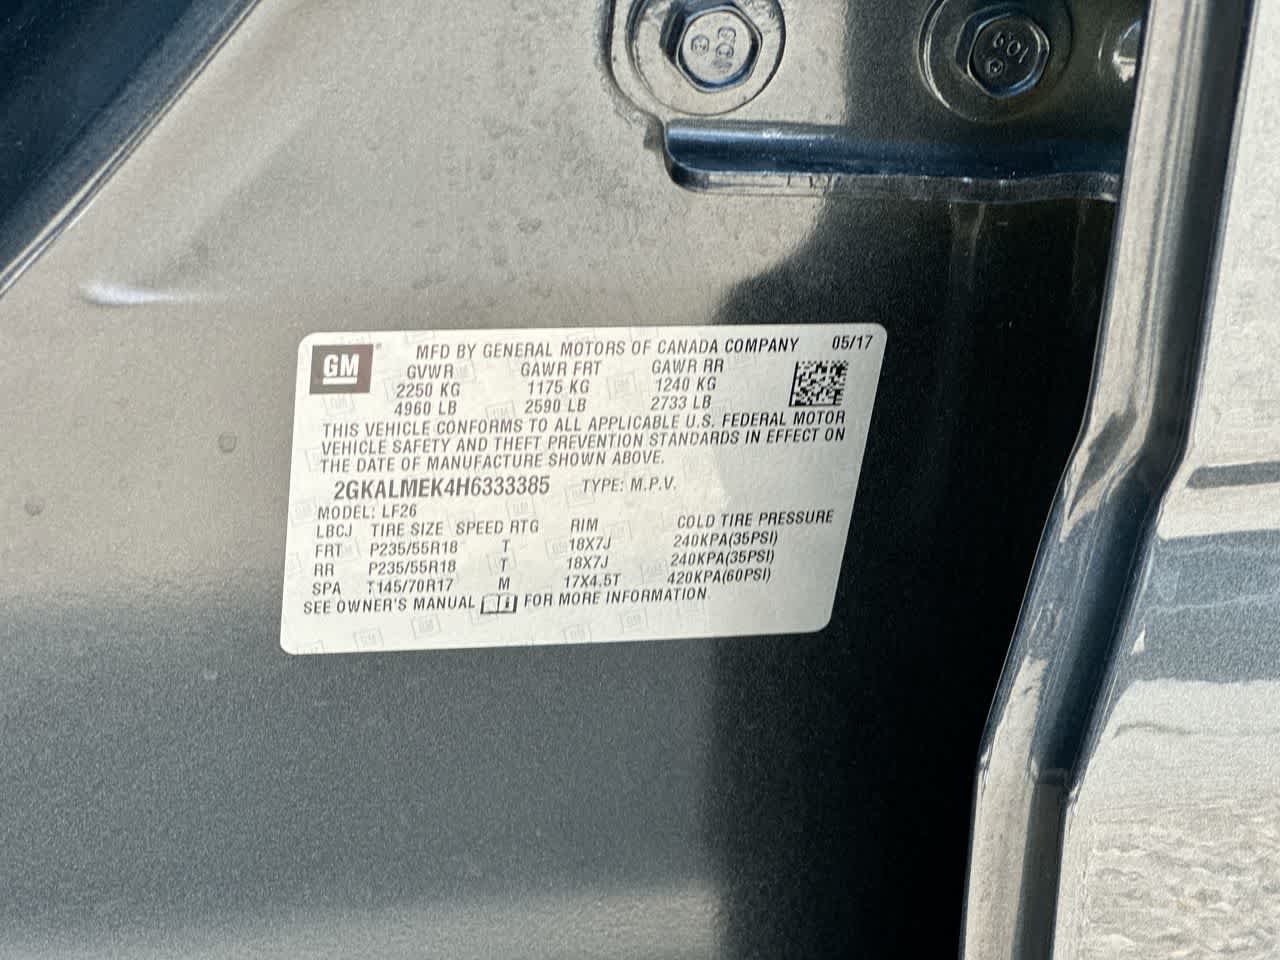 GM
MFD BY GENERAL MOTORS OF CANADA COMPANY 05/17
GVWR GAWR FRT GAWR RR
2250 KG 1175 KG 1240 KG
4960 LB 2590 LB 2733 LB
THIS VEHICLE CONFORMS TO ALL APPLICABLE U.S. FEDERAL MOTOR
VEHICLE SAFETY AND THEFT PREVENTION STANDARDS IN EFFECT ON
THE DATE OF MANUFACTURE SHOWN ABOVE.
2GKALMEK4H6333385 TYPE: M.P.V.
MODEL: LF26
LBCJ TIRE SIZE SPEED RTG RIM COLD TIRE PRESSURE
FRT P235/55R18 T 18X7J 240KPA(35PSI)
RR P235/55R18 T 18X7J 240KPA(35PSI)
SPA T145/70R17 M 17X4.5T 420KPA(60PSI)
SEE OWNER'S MANUAL FOR MORE INFORMATION.